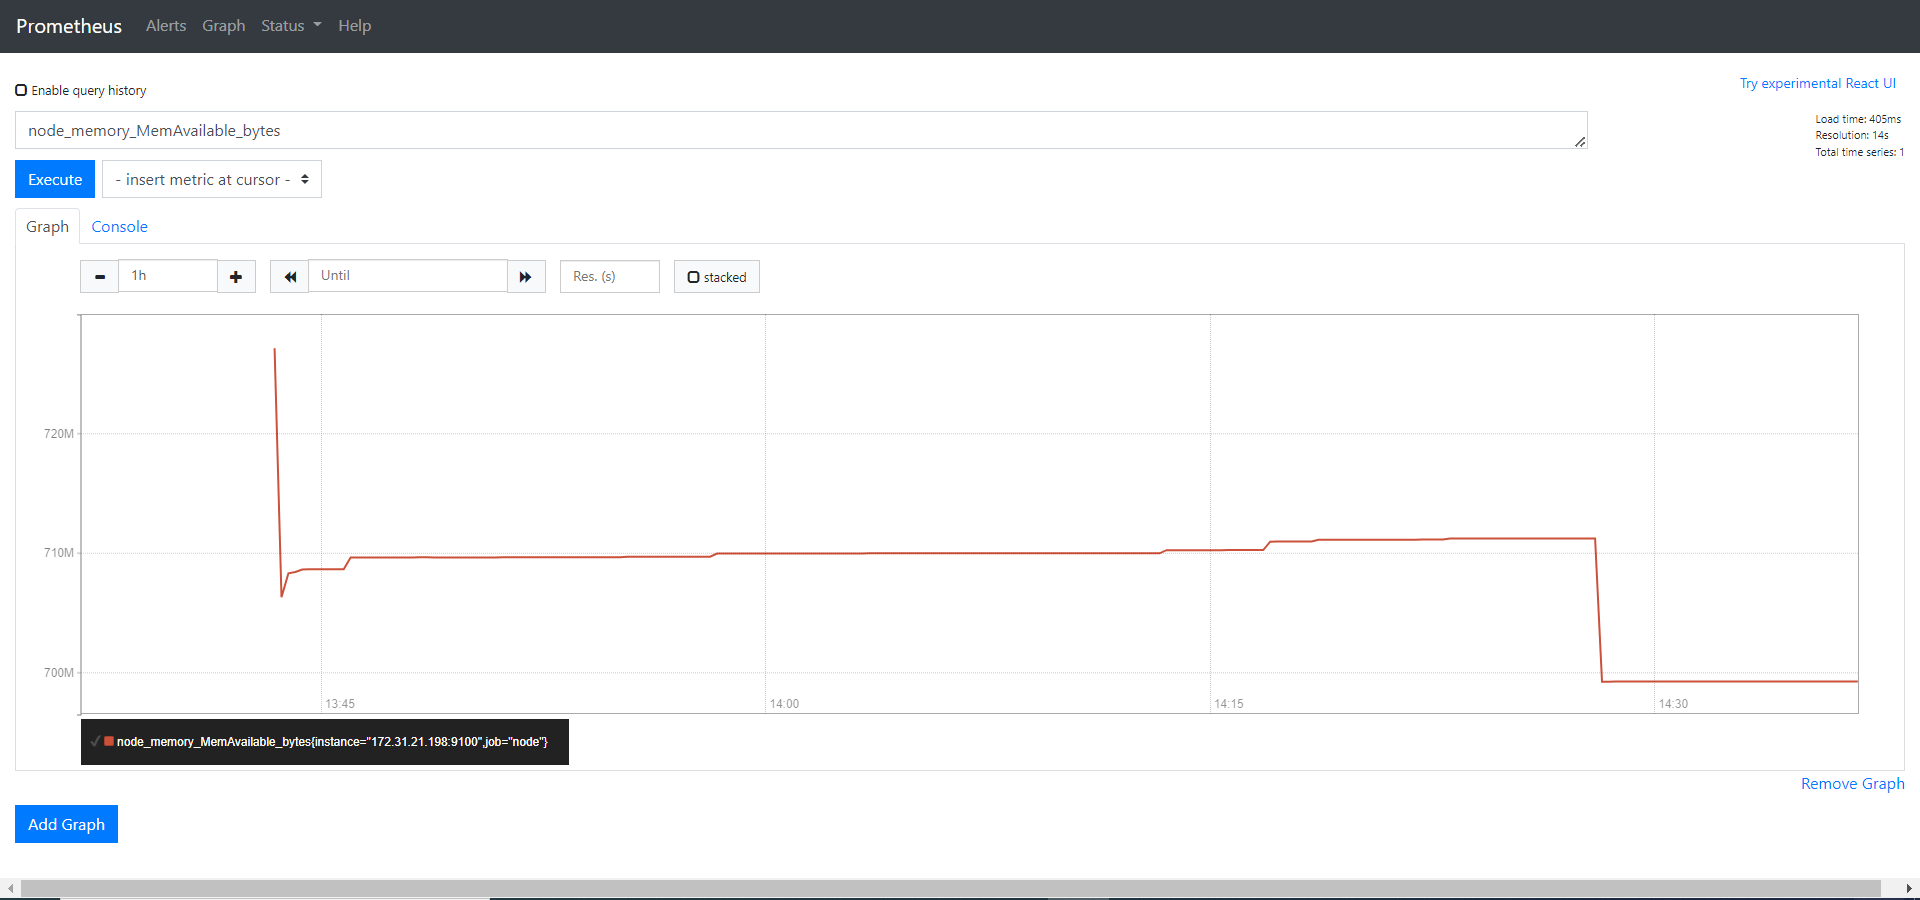 Prometheus Alerts Graph Status Help
Enable query history
Try experimental React UI
node_memory_MemAvailable_bytes
Load time: 405ms
Resolution: 14s
Total time series: 1
Execute - insert metric at cursor -
Graph Console
1h Until Res. (s) stacked
720M
710M
700M
13:45 14:00 14:15 14:30
node_memory_MemAvailable_bytes{instance="172.31.21.198:9100",job="node"}
Remove Graph
Add Graph